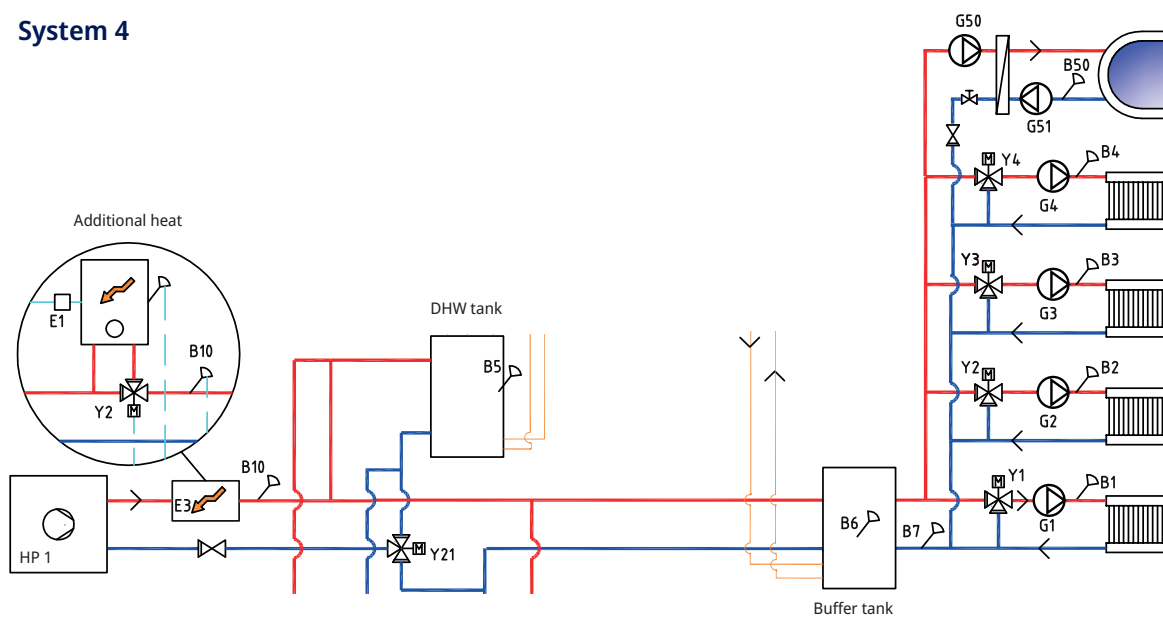 System 4
G50
B50
G51
Y4
B4
G4
Additional heat
Y3
B3
G3
E1
DHW tank
B10
B5
Y2
B2
Y2
M
G2
B10
Y1
B1
E3
B6
B7
G1
HP 1
M
Y21
Buffer tank
M
M
M
M